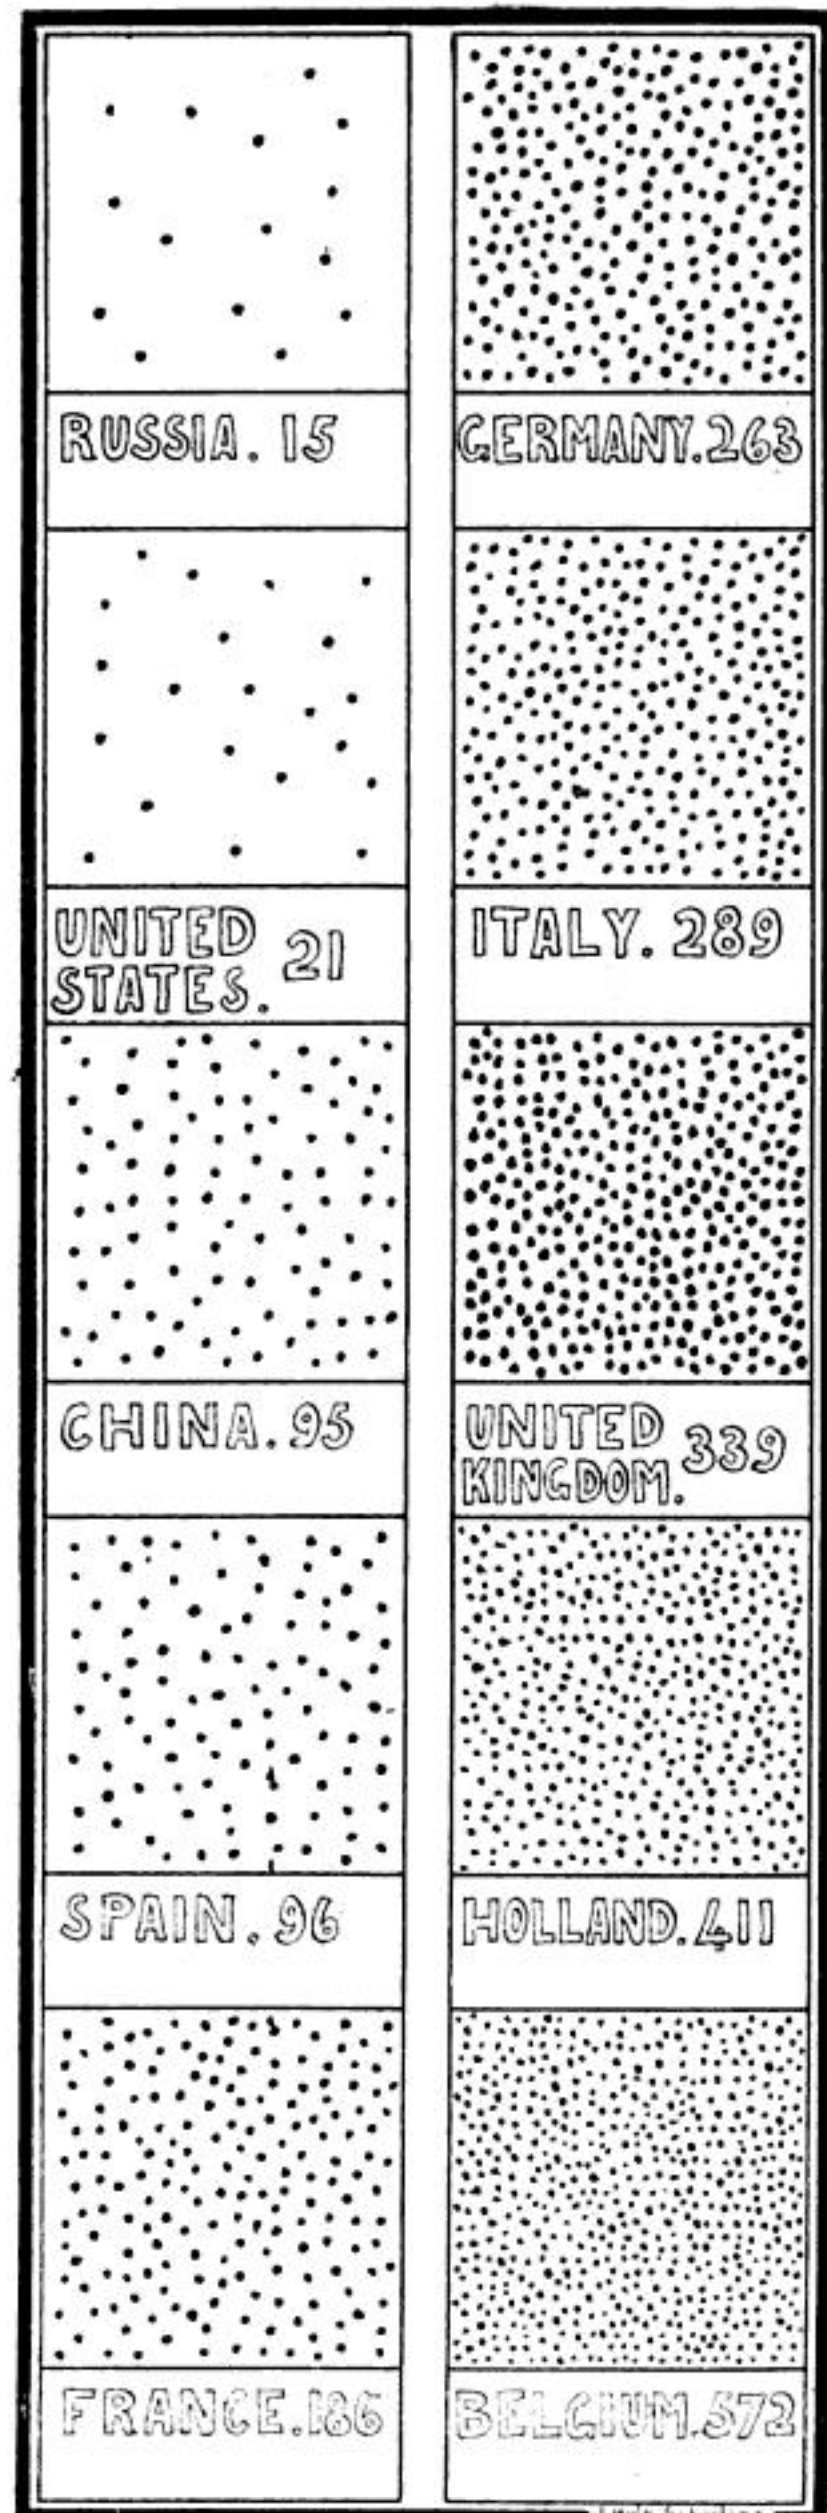 RUSSIA. 15
UNITED
STATES. 21
CHINA. 95
SPAIN. 96
FRANCE. 186
GERMANY. 263
ITALY. 289
UNITED
KINGDOM. 339
HOLLAND. 411
BELGIUM. 572